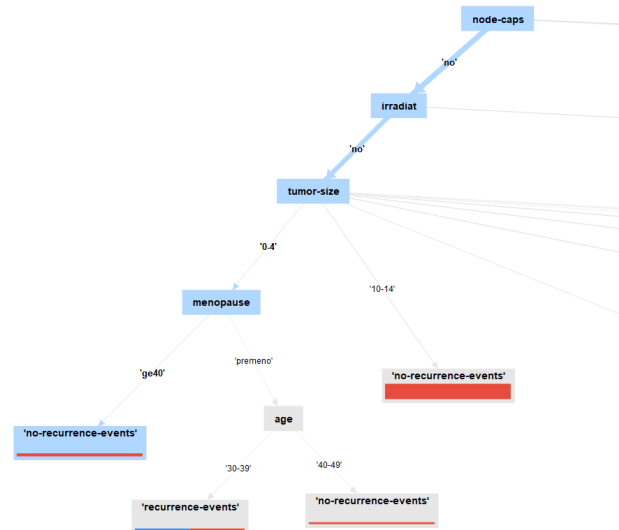 node-caps
'no'
irradiat
'no'
tumor-size
'0-4'
'10-14'
menopause
'premeno'
'ge40'
'no-recurrence-events'
age
'no-recurrence-events'
'30-39'
'40-49'
'recurrence-events'
'no-recurrence-events'